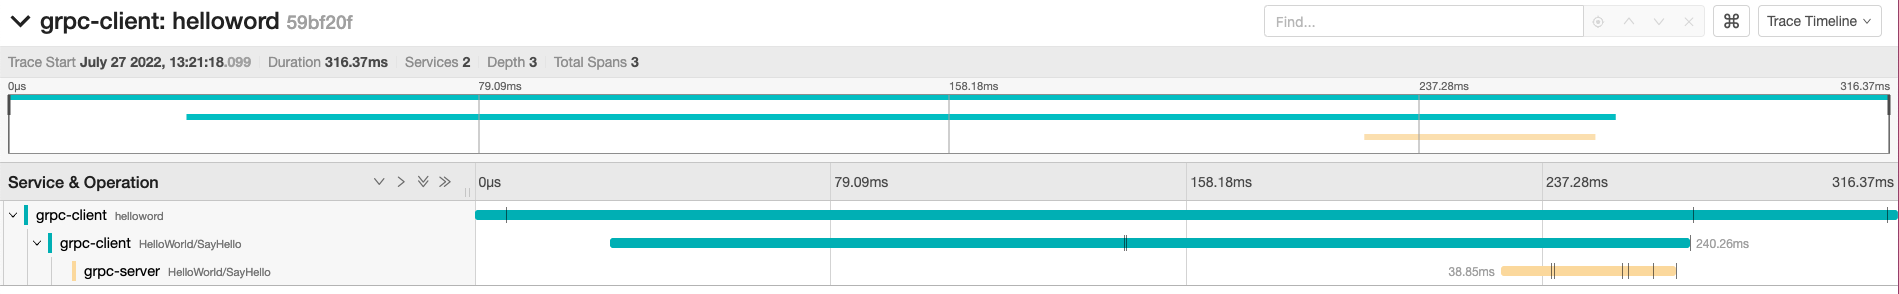 grpc-client: helloword 59bf20f
Find...
⌘
Trace Timeline
Trace Start July 27 2022, 13:21:18.099 Duration 316.37ms Services 2 Depth 3 Total Spans 3
0μs 79.09ms 158.18ms 237.28ms 316.37ms
Service & Operation 0μs 79.09ms 158.18ms 237.28ms 316.37ms
grpc-client helloword
grpc-client HelloWorld/SayHello 240.26ms
grpc-server HelloWorld/SayHello 38.85ms